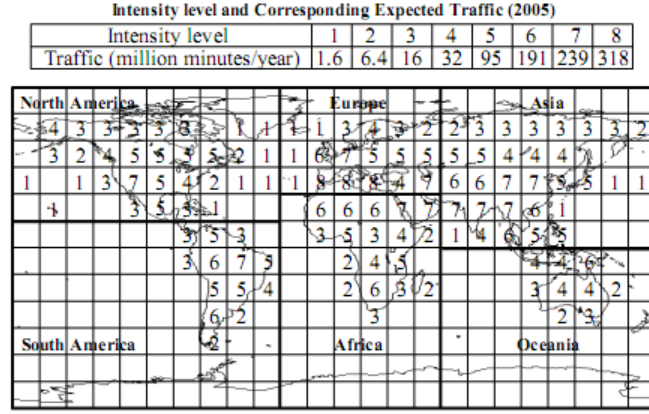 Intensity level and Corresponding Expected Traffic (2005)
Intensity level 1 2 3 4 5 6 7 8
Traffic (million minutes/year) 1.6 6.4 16 32 95 191 239 318
North America Europe Asia
4 3 3 3 3 3 1 1 1 1 3 4 3 2 2 3 3 3 3 3 3 2
3 2 4 5 5 3 5 2 1 1 6 7 5 5 5 5 5 4 4 4
1 1 3 7 5 4 2 1 1 1 8 8 8 4 7 6 6 7 7 5 5 1 1
1 3 5 3 1 6 6 6 7 7 7 7 7 6 1
3 5 3 3 5 3 4 2 1 4 6 5 5
3 6 7 5 2 4 5 4 4 6
5 5 4 2 6 3 2 3 4 4 2
6 2 3 2 3
South America 2 Africa Oceania